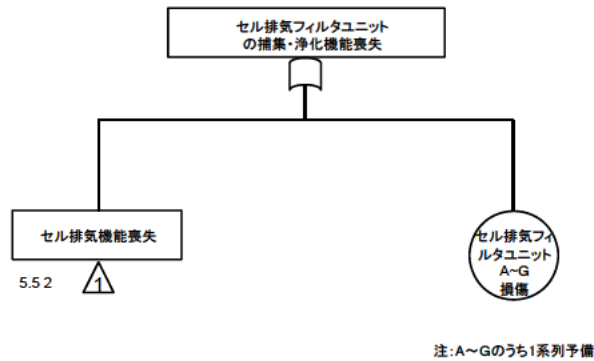 セル排気フィルタユニット
の捕集・浄化機能喪失
セル排気機能喪失
5.5 2
1
セル排気フィ
ルタユニット
A~G
損傷
注:A～Gのうち1系列予備